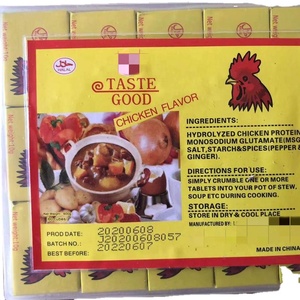 HALAL
TASTE
GOOD
CHICKEN FLAVOR
INGREDIENTS:
HYDROLYZED CHICKEN PROTEIN
MONOSODIUM GLUTAMATE(MSG
SALT,STARCH&SPICES(PEPPER
GINGER).
DIRECTIONS FOR USE:
SIMPLY CRUMBLE ONE OR MORE
TABLETS INTO YOUR POT OF STEW,
SOUP ETC DURING COOKING.
STORAGE:
STORE IN DRY& COOL PLACE
MANUFACTURED BY
PROD DATE: 20200608
BATCH NO.: J20200608057
BEST BEFORE: 20220607
MADE IN CHINA